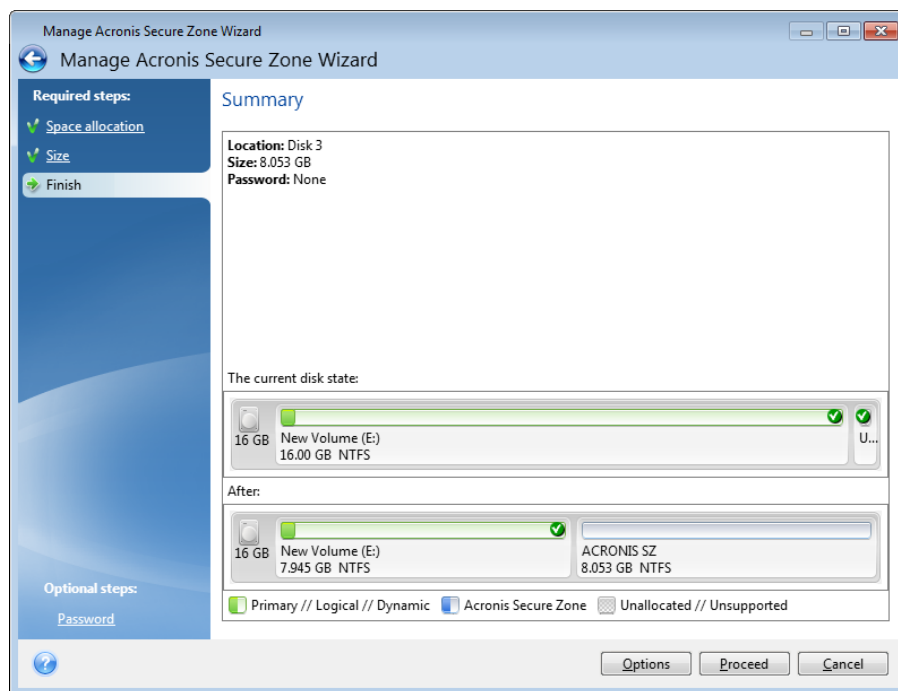 Manage Acronis Secure Zone Wizard
Manage Acronis Secure Zone Wizard
Required steps:
Space allocation
Size
Finish
Optional steps:
Password
Summary
Location: Disk 3
Size: 8.053 GB
Password: None
The current disk state:
16 GB
New Volume (E:)
16.00 GB NTFS
U...
After:
16 GB
New Volume (E:)
7.945 GB NTFS
ACRONIS SZ
8.053 GB NTFS
Primary // Logical // Dynamic
Acronis Secure Zone
Unallocated // Unsupported
?
Options
Proceed
Cancel